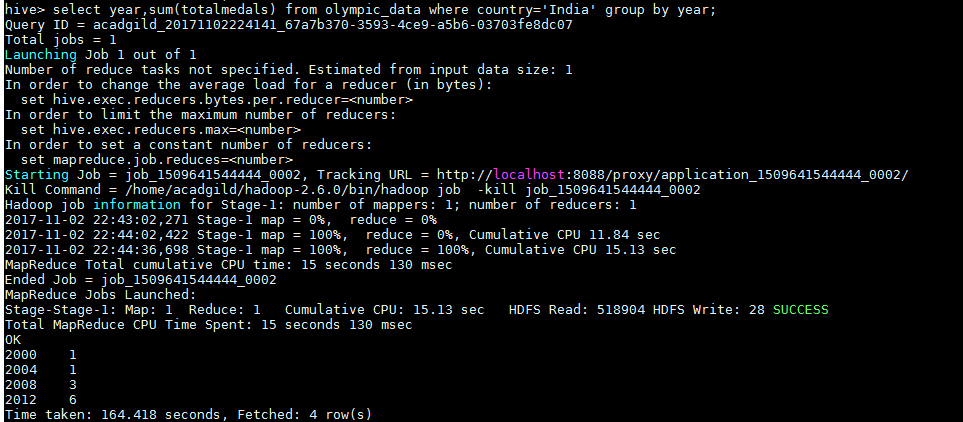 hive> select year,sum(totalmedals) from olympic_data where country='India' group by year;
Query ID = acadgild_20171102224141_67a7b370-3593-4ce9-a5b6-03703fe8dc07
Total jobs = 1
Launching Job 1 out of 1
Number of reduce tasks not specified. Estimated from input data size: 1
In order to change the average load for a reducer (in bytes):
  set hive.exec.reducers.bytes.per.reducer=<number>
In order to limit the maximum number of reducers:
  set hive.exec.reducers.max=<number>
In order to set a constant number of reducers:
  set mapreduce.job.reduces=<number>
Starting Job = job_1509641544444_0002, Tracking URL = http://localhost:8088/proxy/application_1509641544444_0002/
Kill Command = /home/acadgild/hadoop-2.6.0/bin/hadoop job  -kill job_1509641544444_0002
Hadoop job information for Stage-1: number of mappers: 1; number of reducers: 1
2017-11-02 22:43:02,271 Stage-1 map = 0%,  reduce = 0%
2017-11-02 22:44:02,422 Stage-1 map = 100%,  reduce = 0%, Cumulative CPU 11.84 sec
2017-11-02 22:44:36,698 Stage-1 map = 100%,  reduce = 100%, Cumulative CPU 15.13 sec
MapReduce Total cumulative CPU time: 15 seconds 130 msec
Ended Job = job_1509641544444_0002
MapReduce Jobs Launched:
Stage-Stage-1: Map: 1  Reduce: 1   Cumulative CPU: 15.13 sec   HDFS Read: 518904 HDFS Write: 28 SUCCESS
Total MapReduce CPU Time Spent: 15 seconds 130 msec
OK
2000    1
2004    1
2008    3
2012    6
Time taken: 164.418 seconds, Fetched: 4 row(s)